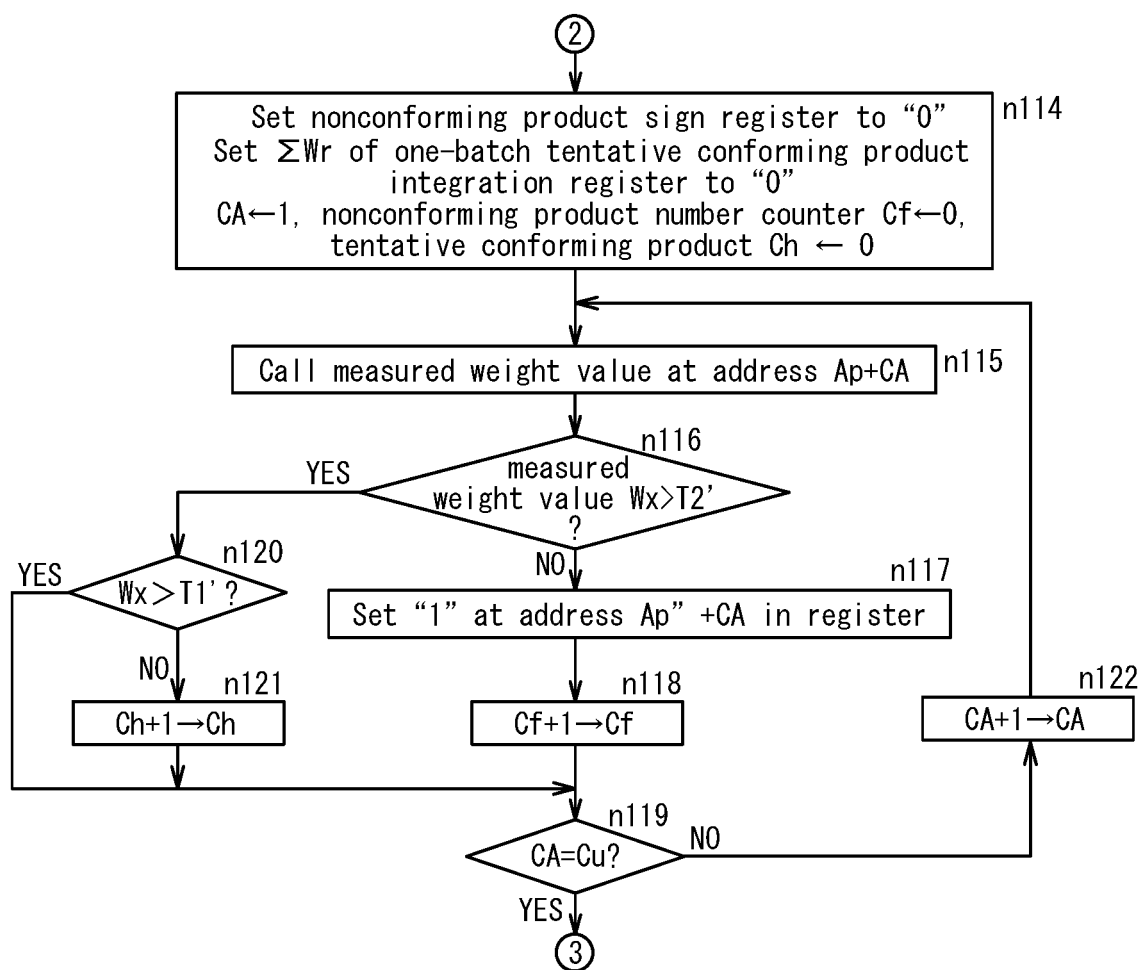 2
n114
Set nonconforming product sign register to “0”
Set ΣWr of one-batch tentative conforming product
integration register to “0”
CA←1, nonconforming product number counter Cf←0,
tentative conforming product Ch ← 0
Call measured weight value at address Ap+CA
n115
n116
YES
measured
weight value Wx>T2'
?
NO
n120
YES
Wx>T1'?
n117
Set “1” at address Ap” +CA in register
NO
n121
n118
n122
Ch+1→Ch
Cf+1→Cf
CA+1→CA
n119
NO
CA=Cu?
YES
3